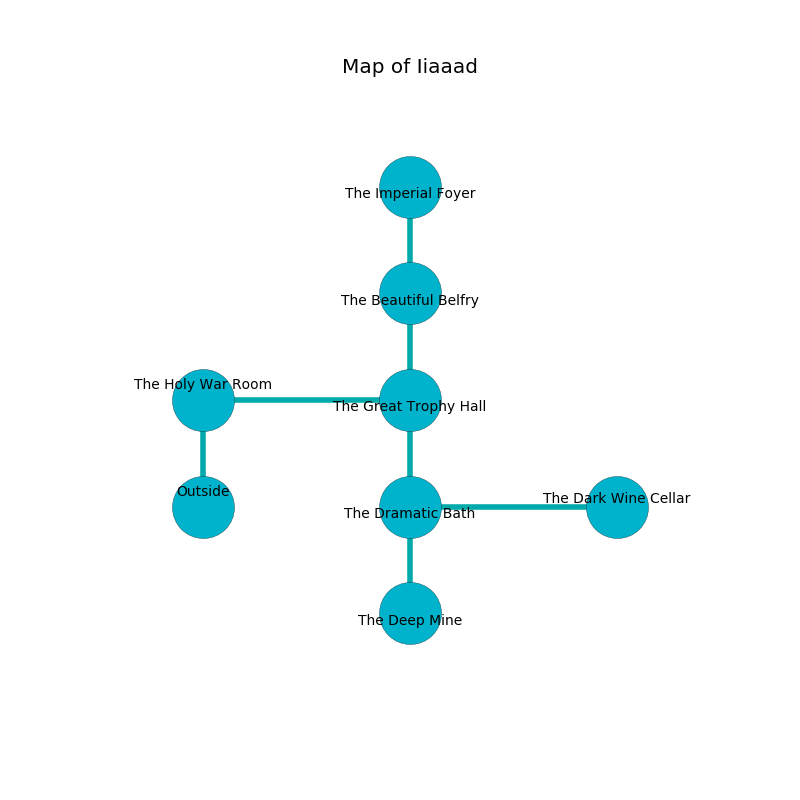 Map of Iiaaad
The Imperial Foyer
The Beautiful Belfry
The Holy War Room
The Great Trophy Hall
Outside
The Dark Wine Cellar
The Dramatic Bath
The Deep Mine